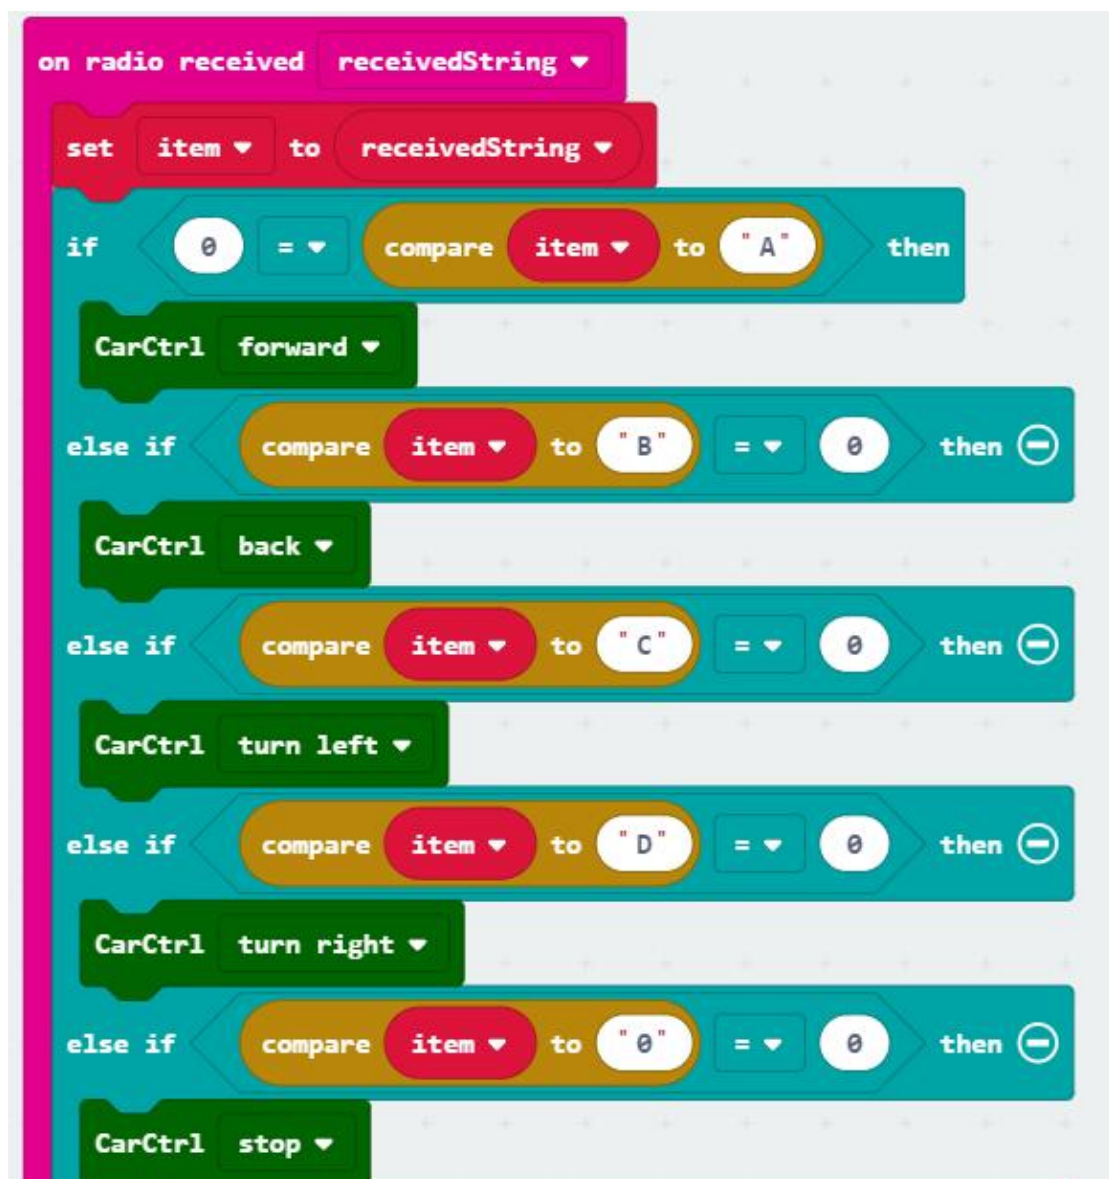 on radio received receivedString
set item to receivedString
if 0 = compare item to "A" then
CarCtrl forward
else if compare item to "B" = 0 then
CarCtrl back
else if compare item to "C" = 0 then
CarCtrl turn left
else if compare item to "D" = 0 then
CarCtrl turn right
else if compare item to "0" = 0 then
CarCtrl stop